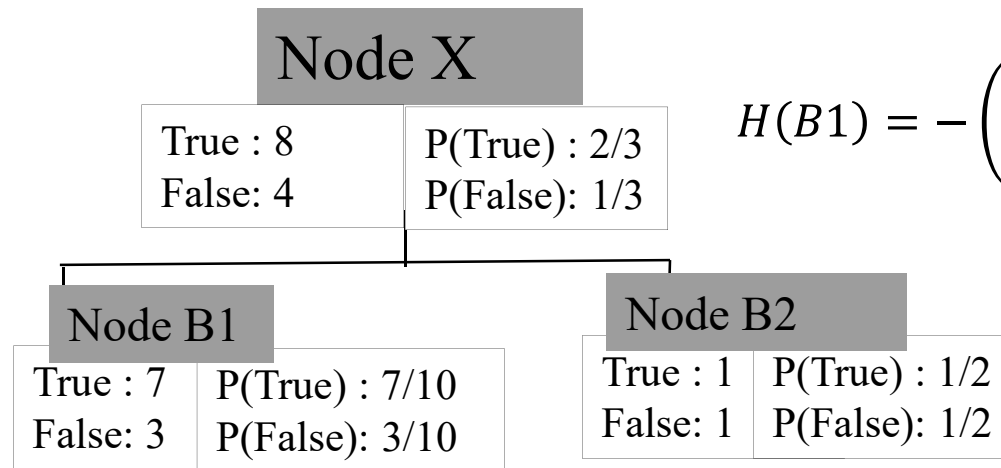 Node X
True : 8
False: 4
P(True) : 2/3
P(False): 1/3
H(B1) = − (
Node B1
True : 7
False: 3
P(True) : 7/10
P(False): 3/10
Node B2
True : 1
False: 1
P(True) : 1/2
P(False): 1/2